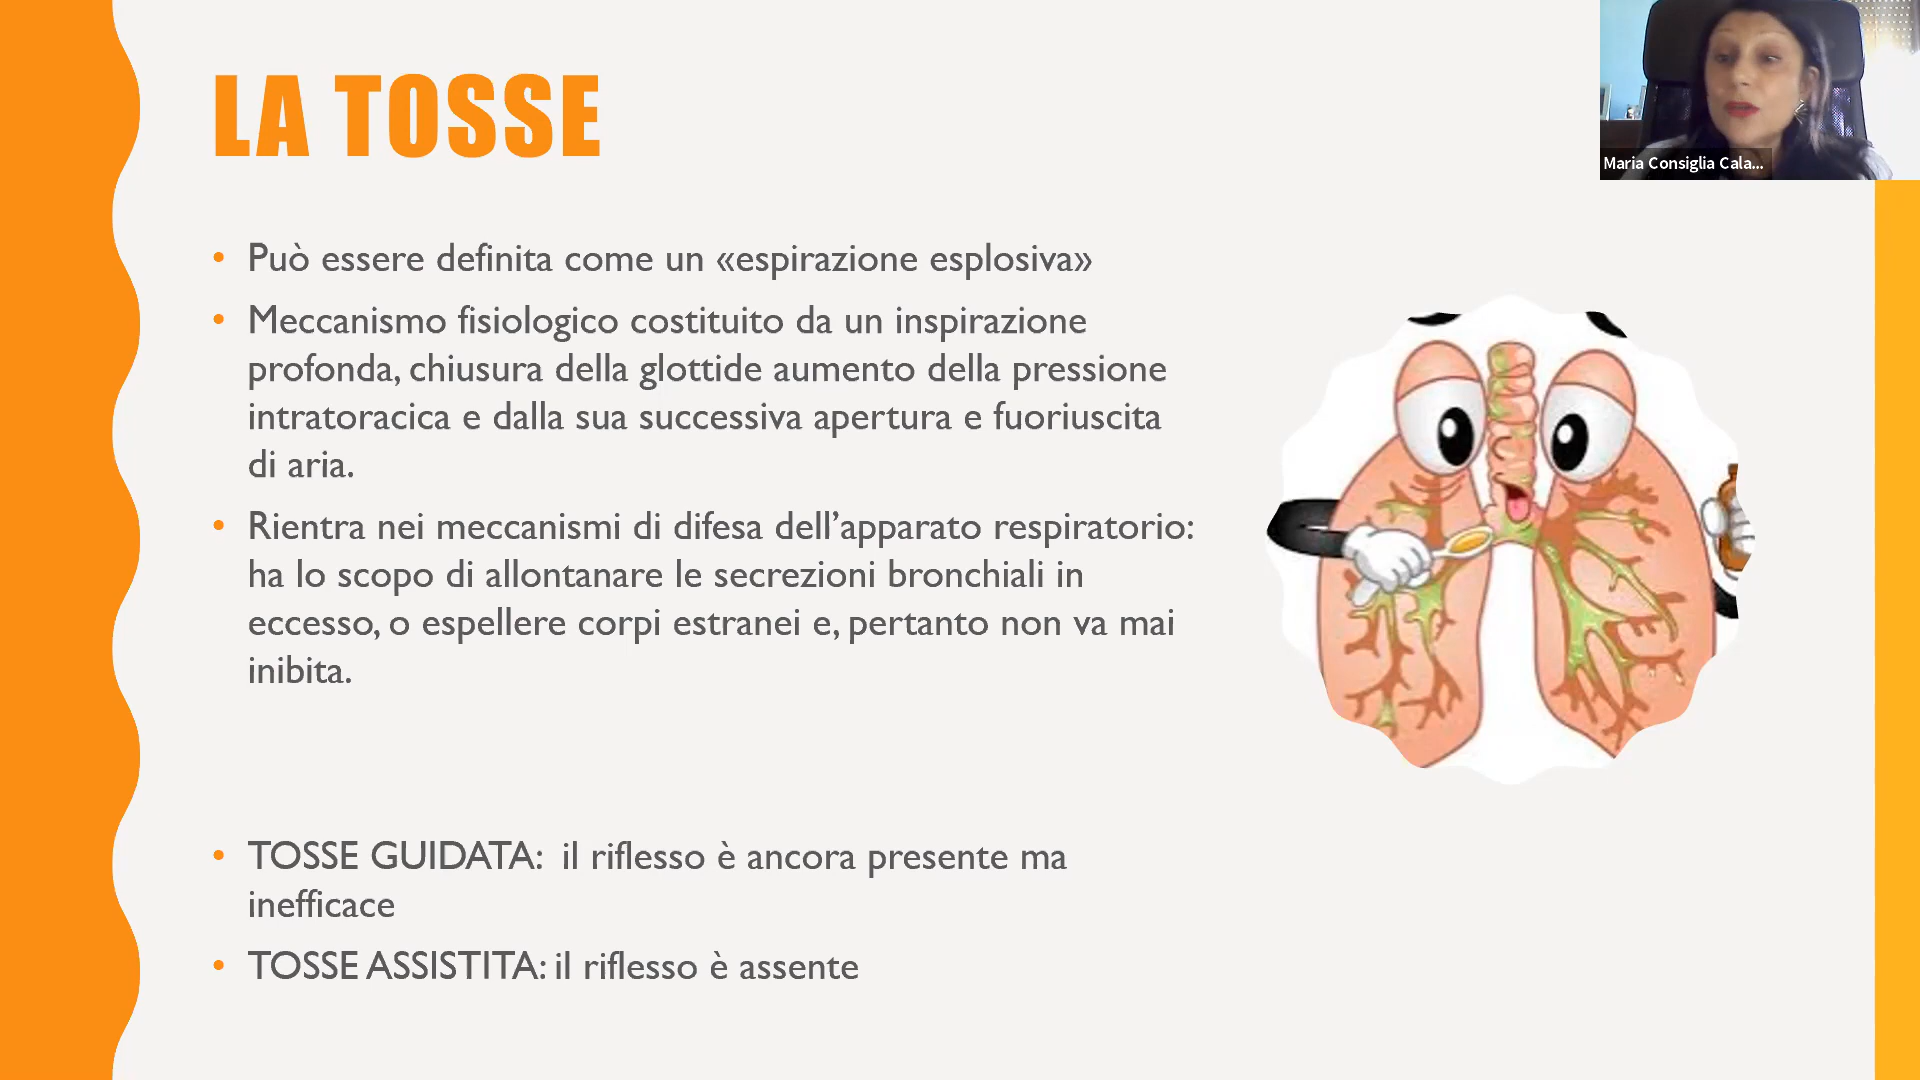 LA TOSSE
Maria Consiglia Cala...
• Può essere definita come un «espirazione esplosiva»
• Meccanismo fisiologico costituito da un inspirazione
profonda, chiusura della glottide aumento della pressione
intratoracica e dalla sua successiva apertura e fuoriuscita
di aria.
• Rientra nei meccanismi di difesa dell’apparato respiratorio:
ha lo scopo di allontanare le secrezioni bronchiali in
eccesso, o espellere corpi estranei e, pertanto non va mai
inibita.
• TOSSE GUIDATA:  il riflesso è ancora presente ma
inefficace
• TOSSE ASSISTITA: il riflesso è assente